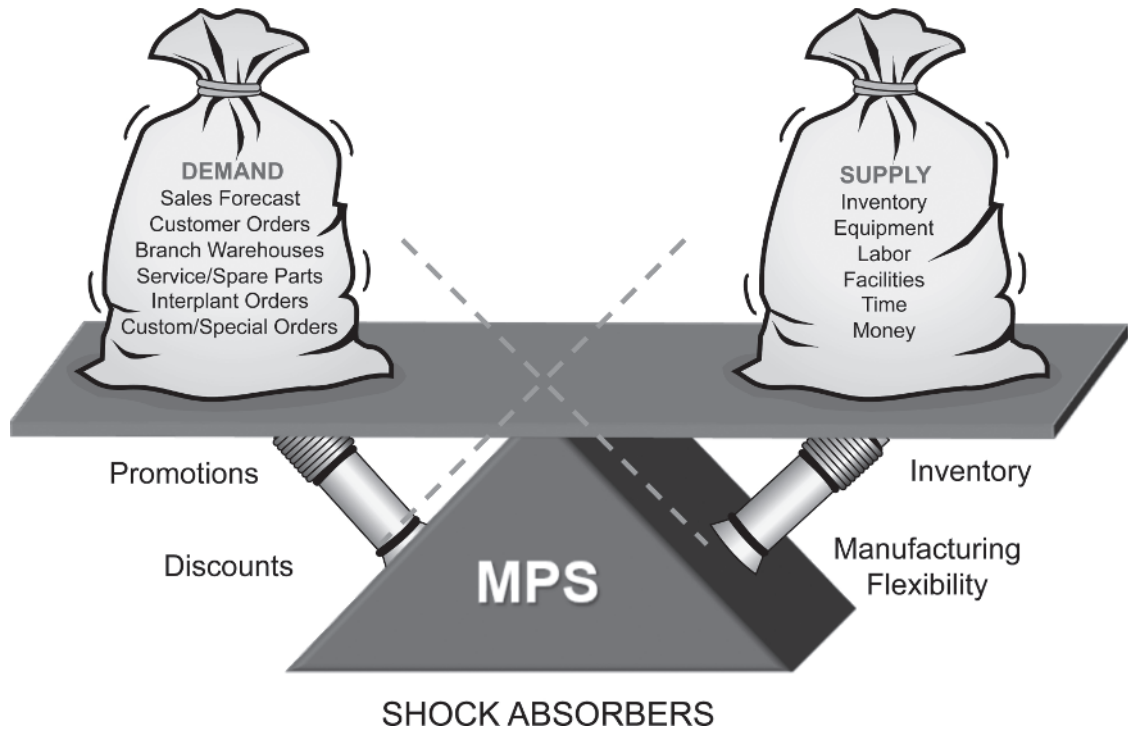 DEMAND
Sales Forecast
Customer Orders
Branch Warehouses
Service/Spare Parts
Interplant Orders
Custom/Special Orders
SUPPLY
Inventory
Equipment
Labor
Facilities
Time
Money
Promotions
Discounts
Inventory
Manufacturing
Flexibility
MPS
SHOCK ABSORBERS